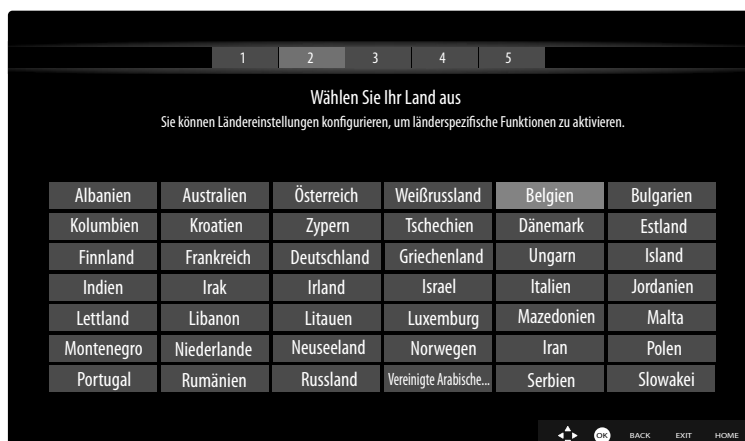 1 2 3 4 5
Wählen Sie Ihr Land aus
Sie können Ländereinstellungen konfigurieren, um länderspezifische Funktionen zu aktivieren.
Albanien Australien Österreich Weißrussland Belgien Bulgarien
Kolumbien Kroatien Zypern Tschechien Dänemark Estland
Finnland Frankreich Deutschland Griechenland Ungarn Island
Indien Irak Irland Israel Italien Jordanien
Lettland Libanon Litauen Luxemburg Mazedonien Malta
Montenegro Niederlande Neuseeland Norwegen Iran Polen
Portugal Rumänien Russland Vereinigte Arabische... Serbien Slowakei
OK BACK EXIT HOME